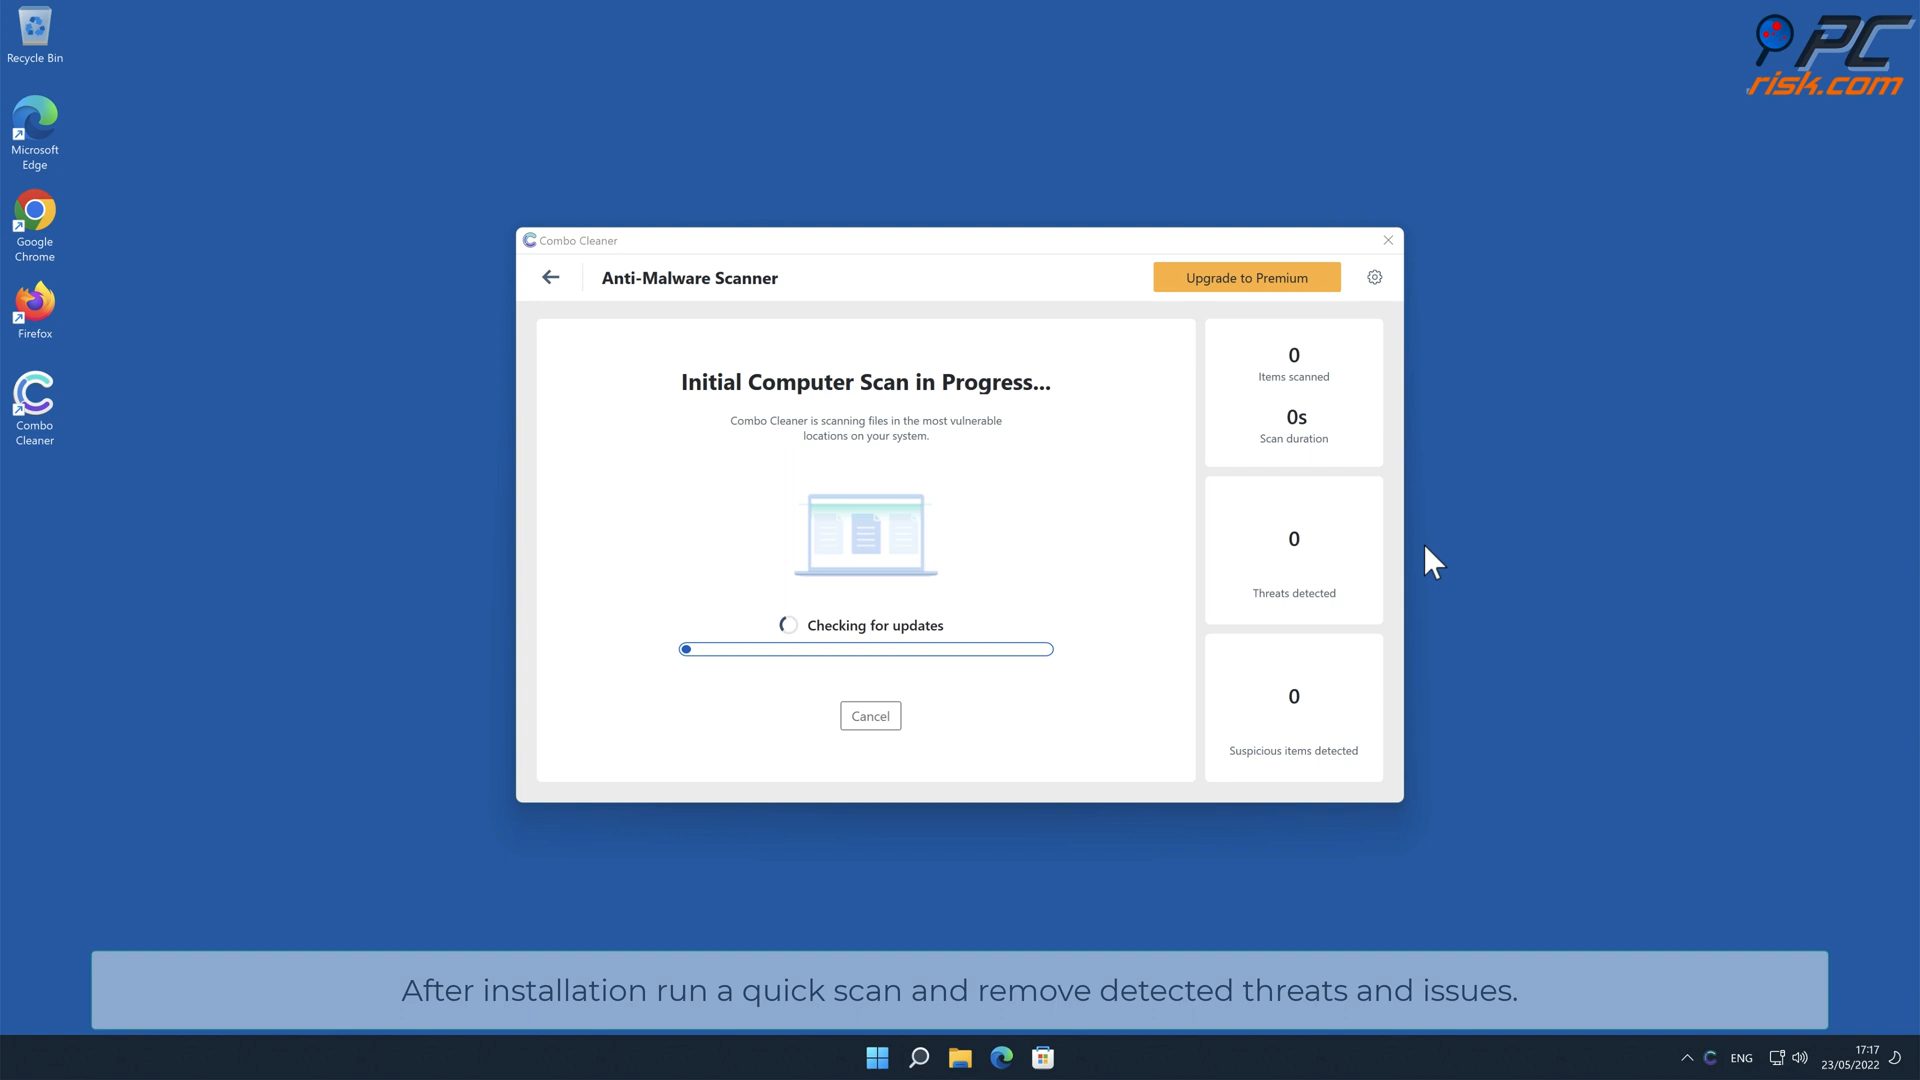 Recycle Bin
Microsoft
Edge
Google
Chrome
Firefox
Combo
Cleaner
PC
risk.com
Combo Cleaner
Anti-Malware Scanner
Upgrade to Premium
Initial Computer Scan in Progress...
Combo Cleaner is scanning files in the most vulnerable
locations on your system.
Checking for updates
Cancel
0
Items scanned
0s
Scan duration
0
Threats detected
0
Suspicious items detected
After installation run a quick scan and remove detected threats and issues.
ENG
17:17
23/05/2022